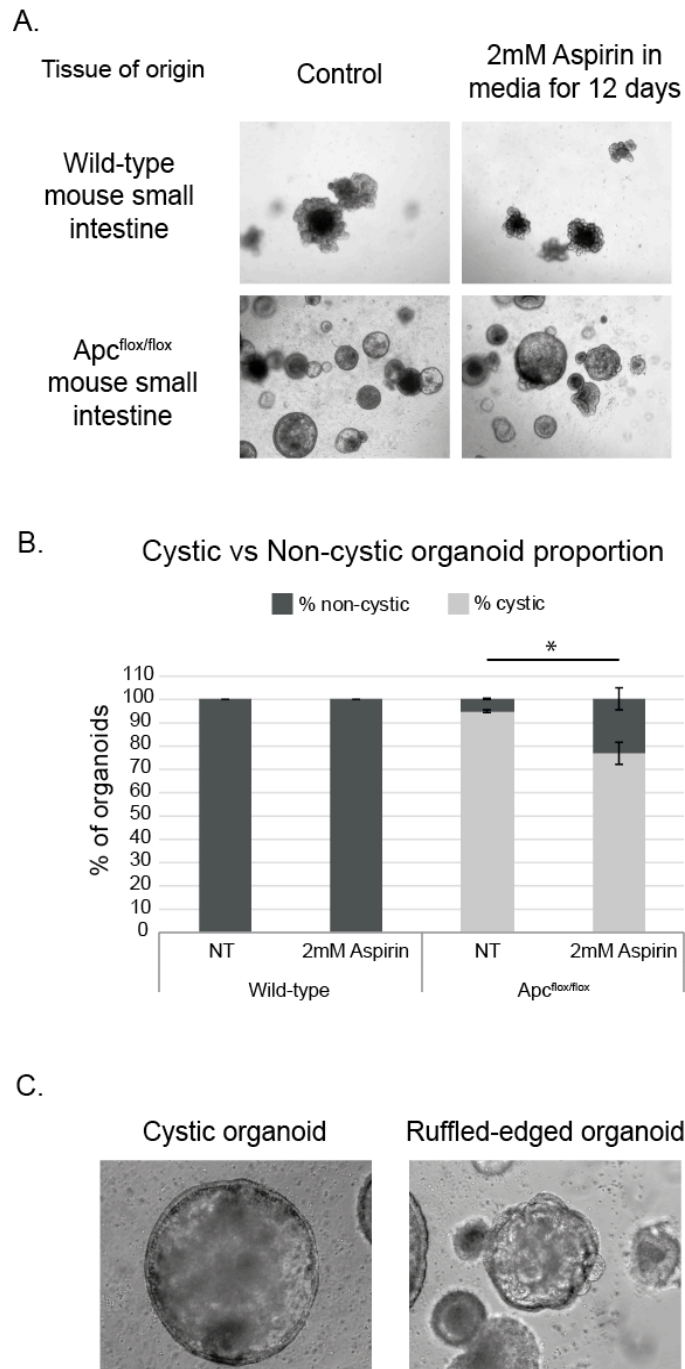 A.
Tissue of origin
Control
2mM Aspirin in
media for 12 days
Wild-type
mouse small
intestine
Apcflox/flox
mouse small
intestine
B.
Cystic vs Non-cystic organoid proportion
% non-cystic
% cystic
*
% of organoids
110
100
90
80
70
60
50
40
30
20
10
0
NT
2mM Aspirin
NT
2mM Aspirin
Wild-type
Apcflox/flox
C.
Cystic organoid
Ruffled-edged organoid